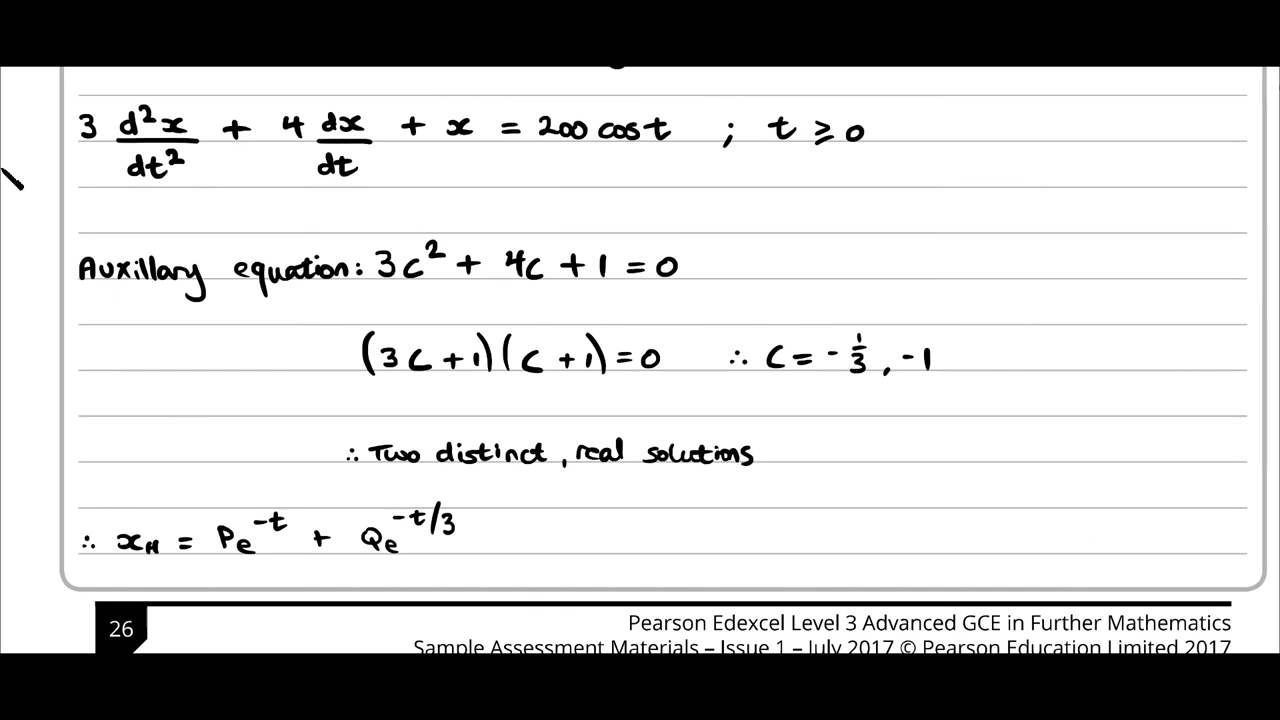 3 d²x/dt² + 4 dx/dt + x = 200 cos t ; t ≥ 0
Auxillary equation: 3c² + 4c + 1 = 0
(3c + 1)(c + 1) = 0 ∴ c = -1/3, -1
∴ Two distinct, real solutions
∴ x_H = Pe^(-t) + Qe^(-t/3)
26
Pearson Edexcel Level 3 Advanced GCE in Further Mathematics
Sample Assessment Materials – Issue 1 – July 2017 © Pearson Education Limited 2017